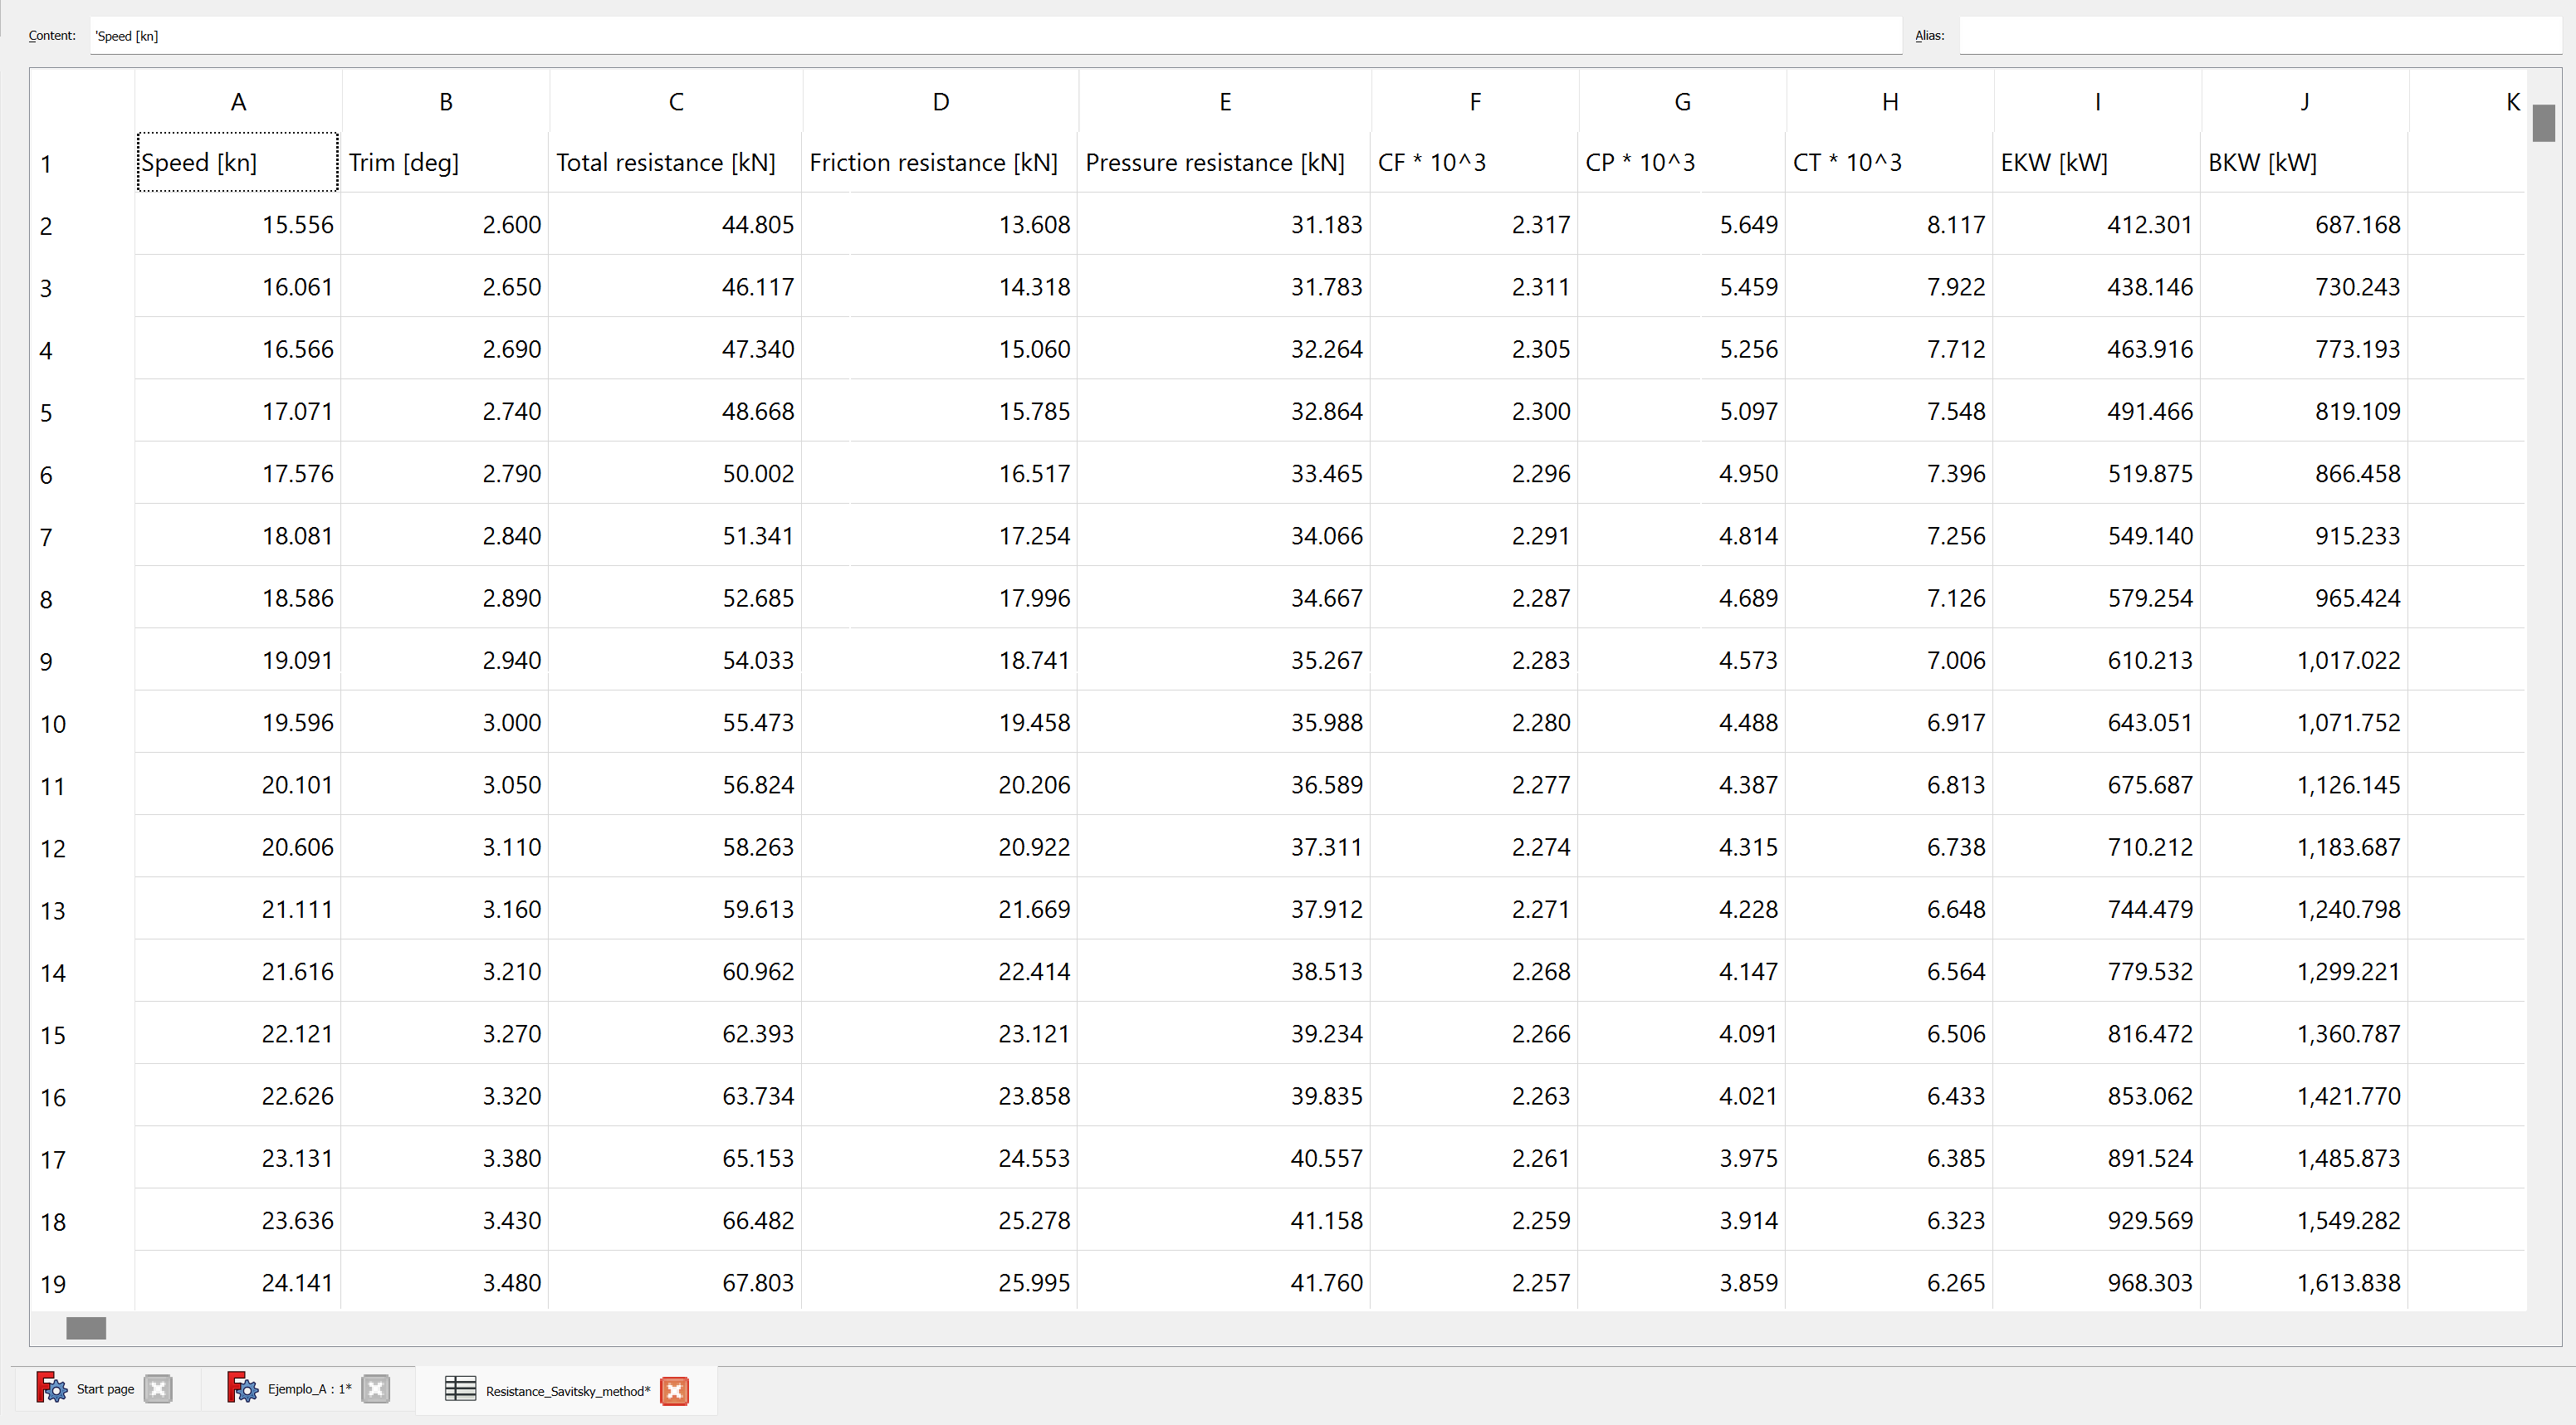 Content: 'Speed [kn] Alias:
A B C D E F G H I J K
1 Speed [kn] Trim [deg] Total resistance [kN] Friction resistance [kN] Pressure resistance [kN] CF * 10^3 CP * 10^3 CT * 10^3 EKW [kW] BKW [kW]
2 15.556 2.600 44.805 13.608 31.183 2.317 5.649 8.117 412.301 687.168
3 16.061 2.650 46.117 14.318 31.783 2.311 5.459 7.922 438.146 730.243
4 16.566 2.690 47.340 15.060 32.264 2.305 5.256 7.712 463.916 773.193
5 17.071 2.740 48.668 15.785 32.864 2.300 5.097 7.548 491.466 819.109
6 17.576 2.790 50.002 16.517 33.465 2.296 4.950 7.396 519.875 866.458
7 18.081 2.840 51.341 17.254 34.066 2.291 4.814 7.256 549.140 915.233
8 18.586 2.890 52.685 17.996 34.667 2.287 4.689 7.126 579.254 965.424
9 19.091 2.940 54.033 18.741 35.267 2.283 4.573 7.006 610.213 1,017.022
10 19.596 3.000 55.473 19.458 35.988 2.280 4.488 6.917 643.051 1,071.752
11 20.101 3.050 56.824 20.206 36.589 2.277 4.387 6.813 675.687 1,126.145
12 20.606 3.110 58.263 20.922 37.311 2.274 4.315 6.738 710.212 1,183.687
13 21.111 3.160 59.613 21.669 37.912 2.271 4.228 6.648 744.479 1,240.798
14 21.616 3.210 60.962 22.414 38.513 2.268 4.147 6.564 779.532 1,299.221
15 22.121 3.270 62.393 23.121 39.234 2.266 4.091 6.506 816.472 1,360.787
16 22.626 3.320 63.734 23.858 39.835 2.263 4.021 6.433 853.062 1,421.770
17 23.131 3.380 65.153 24.553 40.557 2.261 3.975 6.385 891.524 1,485.873
18 23.636 3.430 66.482 25.278 41.158 2.259 3.914 6.323 929.569 1,549.282
19 24.141 3.480 67.803 25.995 41.760 2.257 3.859 6.265 968.303 1,613.838
Start page Ejemplo_A : 1* Resistance_Savitsky_method*